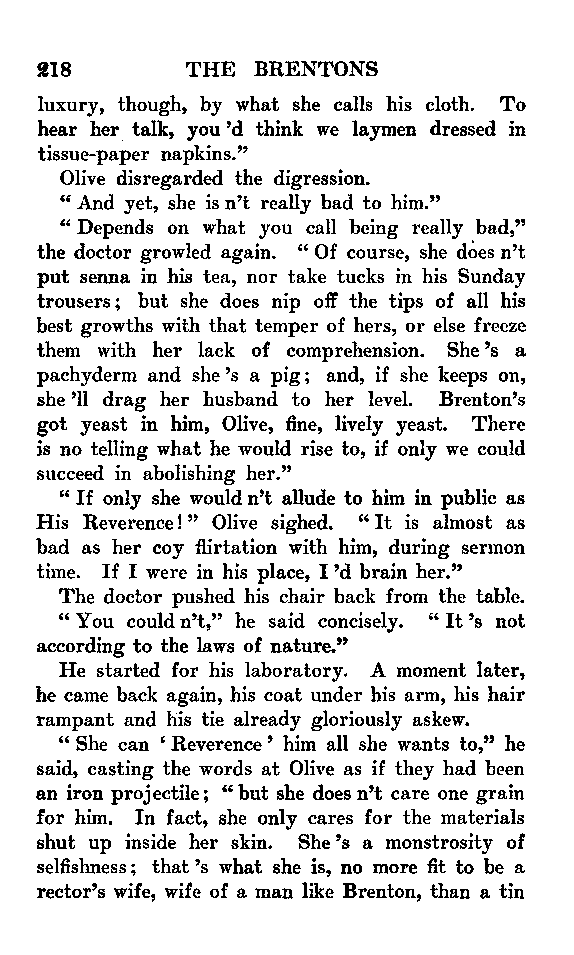 218 THE BRENTONS
luxury, though, by what she calls his cloth. To
hear her talk, you 'd think we laymen dressed in
tissue-paper napkins."
Olive disregarded the digression.
" And yet, she is n't really bad to him."
" Depends on what you call being really bad,"
the doctor growled again. " Of course, she does n't
put senna in his tea, nor take tucks in his Sunday
trousers; but she does nip off the tips of all his
best growths with that temper of hers, or else freeze
them with her lack of comprehension. She 's a
pachyderm and she 's a pig; and, if she keeps on,
she 'll drag her husband to her level. Brenton's
got yeast in him, Olive, fine, lively yeast. There
is no telling what he would rise to, if only we could
succeed in abolishing her."
" If only she would n't allude to him in public as
His Reverence! " Olive sighed. " It is almost as
bad as her coy flirtation with him, during sermon
time. If I were in his place, I 'd brain her."
The doctor pushed his chair back from the table.
" You could n't," he said concisely. " It 's not
according to the laws of nature."
He started for his laboratory. A moment later,
he came back again, his coat under his arm, his hair
rampant and his tie already gloriously askew.
" She can ' Reverence ' him all she wants to," he
said, casting the words at Olive as if they had been
an iron projectile; " but she does n't care one grain
for him. In fact, she only cares for the materials
shut up inside her skin. She 's a monstrosity of
selfishness; that 's what she is, no more fit to be a
rector's wife, wife of a man like Brenton, than a tin